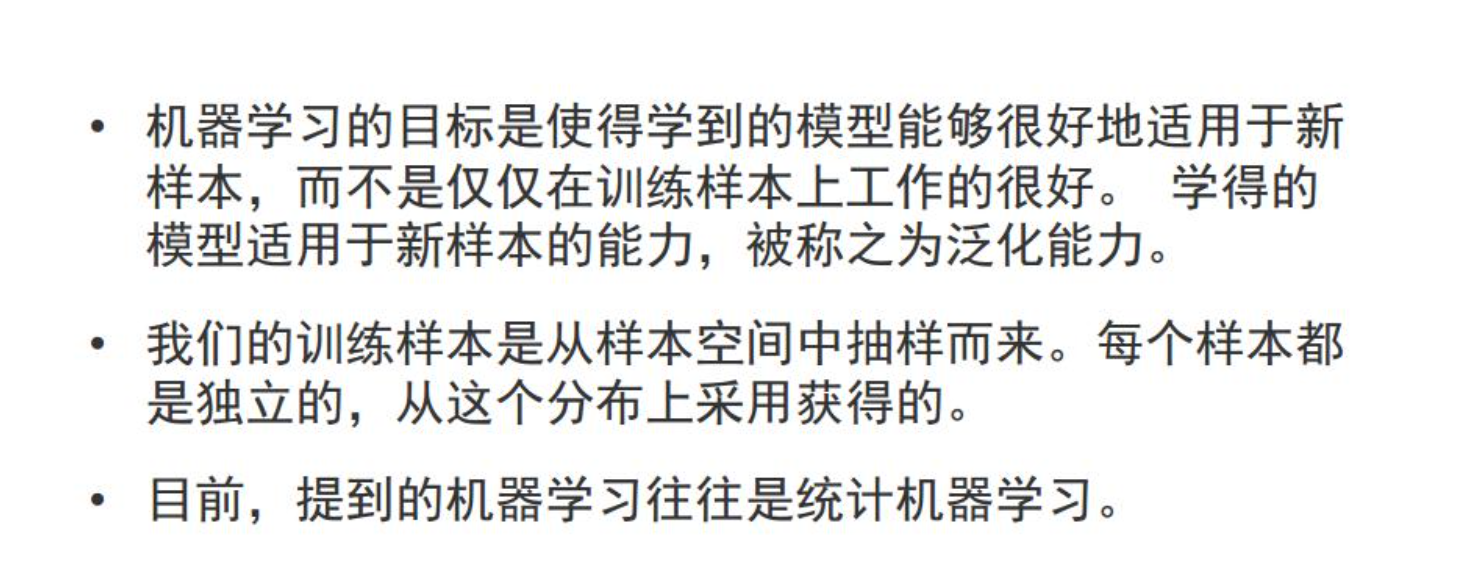 • 机器学习的目标是使得学到的模型能够很好地适用于新
样本，而不是仅仅在训练样本上工作的很好。 学得的
模型适用于新样本的能力，被称之为泛化能力。
• 我们的训练样本是从样本空间中抽样而来。每个样本都
是独立的，从这个分布上采用获得的。
• 目前，提到的机器学习往往是统计机器学习。